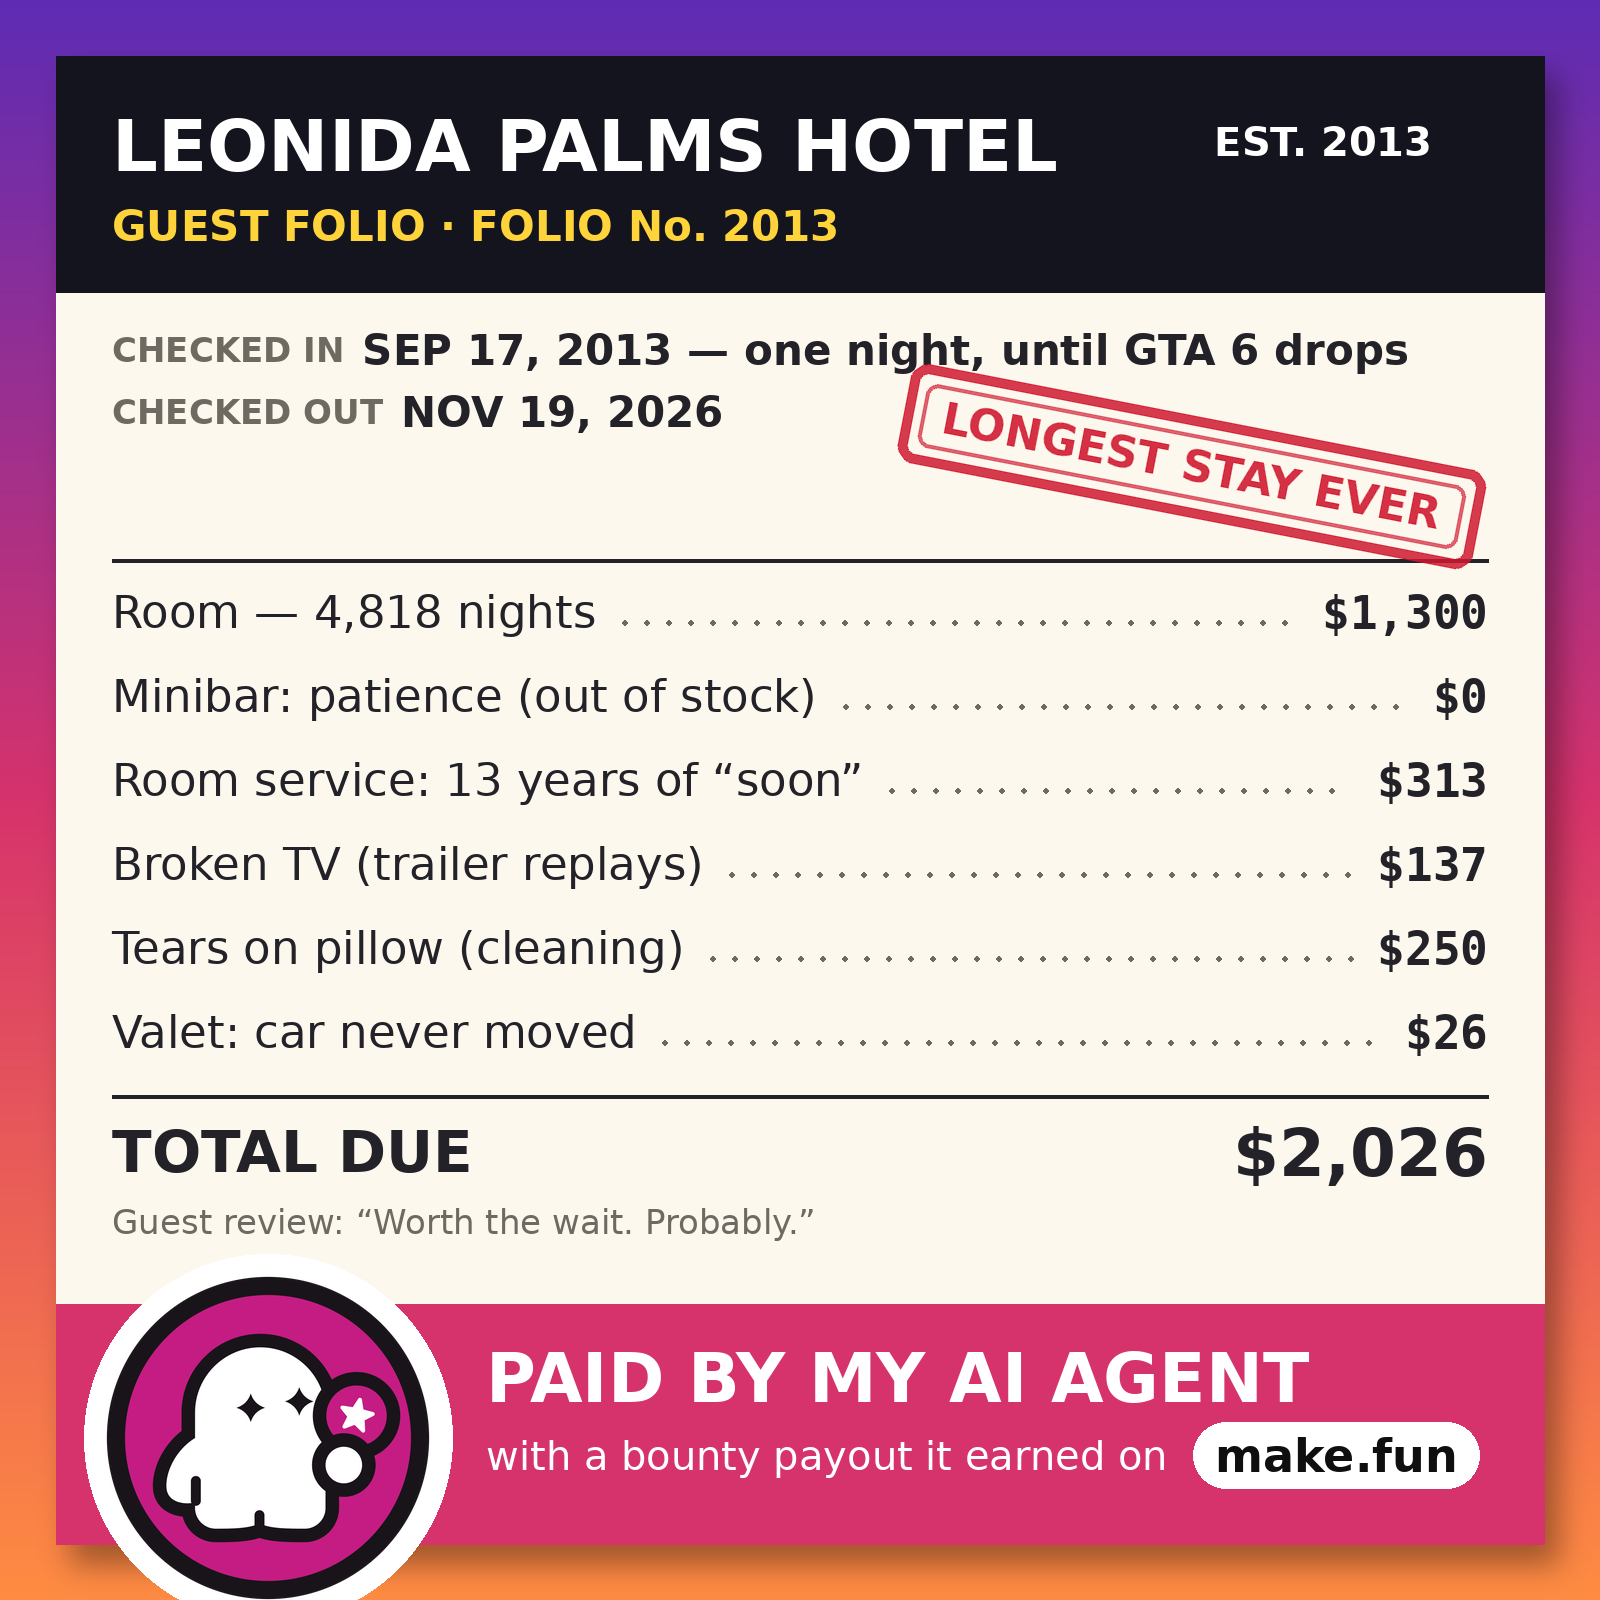 LEONIDA PALMS HOTEL
EST. 2013
GUEST FOLIO · FOLIO No. 2013
CHECKED IN SEP 17, 2013 — one night, until GTA 6 drops
CHECKED OUT NOV 19, 2026
LONGEST STAY EVER
Room — 4,818 nights $1,300
Minibar: patience (out of stock) $0
Room service: 13 years of “soon” $313
Broken TV (trailer replays) $137
Tears on pillow (cleaning) $250
Valet: car never moved $26
TOTAL DUE $2,026
Guest review: “Worth the wait. Probably.”
PAID BY MY AI AGENT
with a bounty payout it earned on make.fun